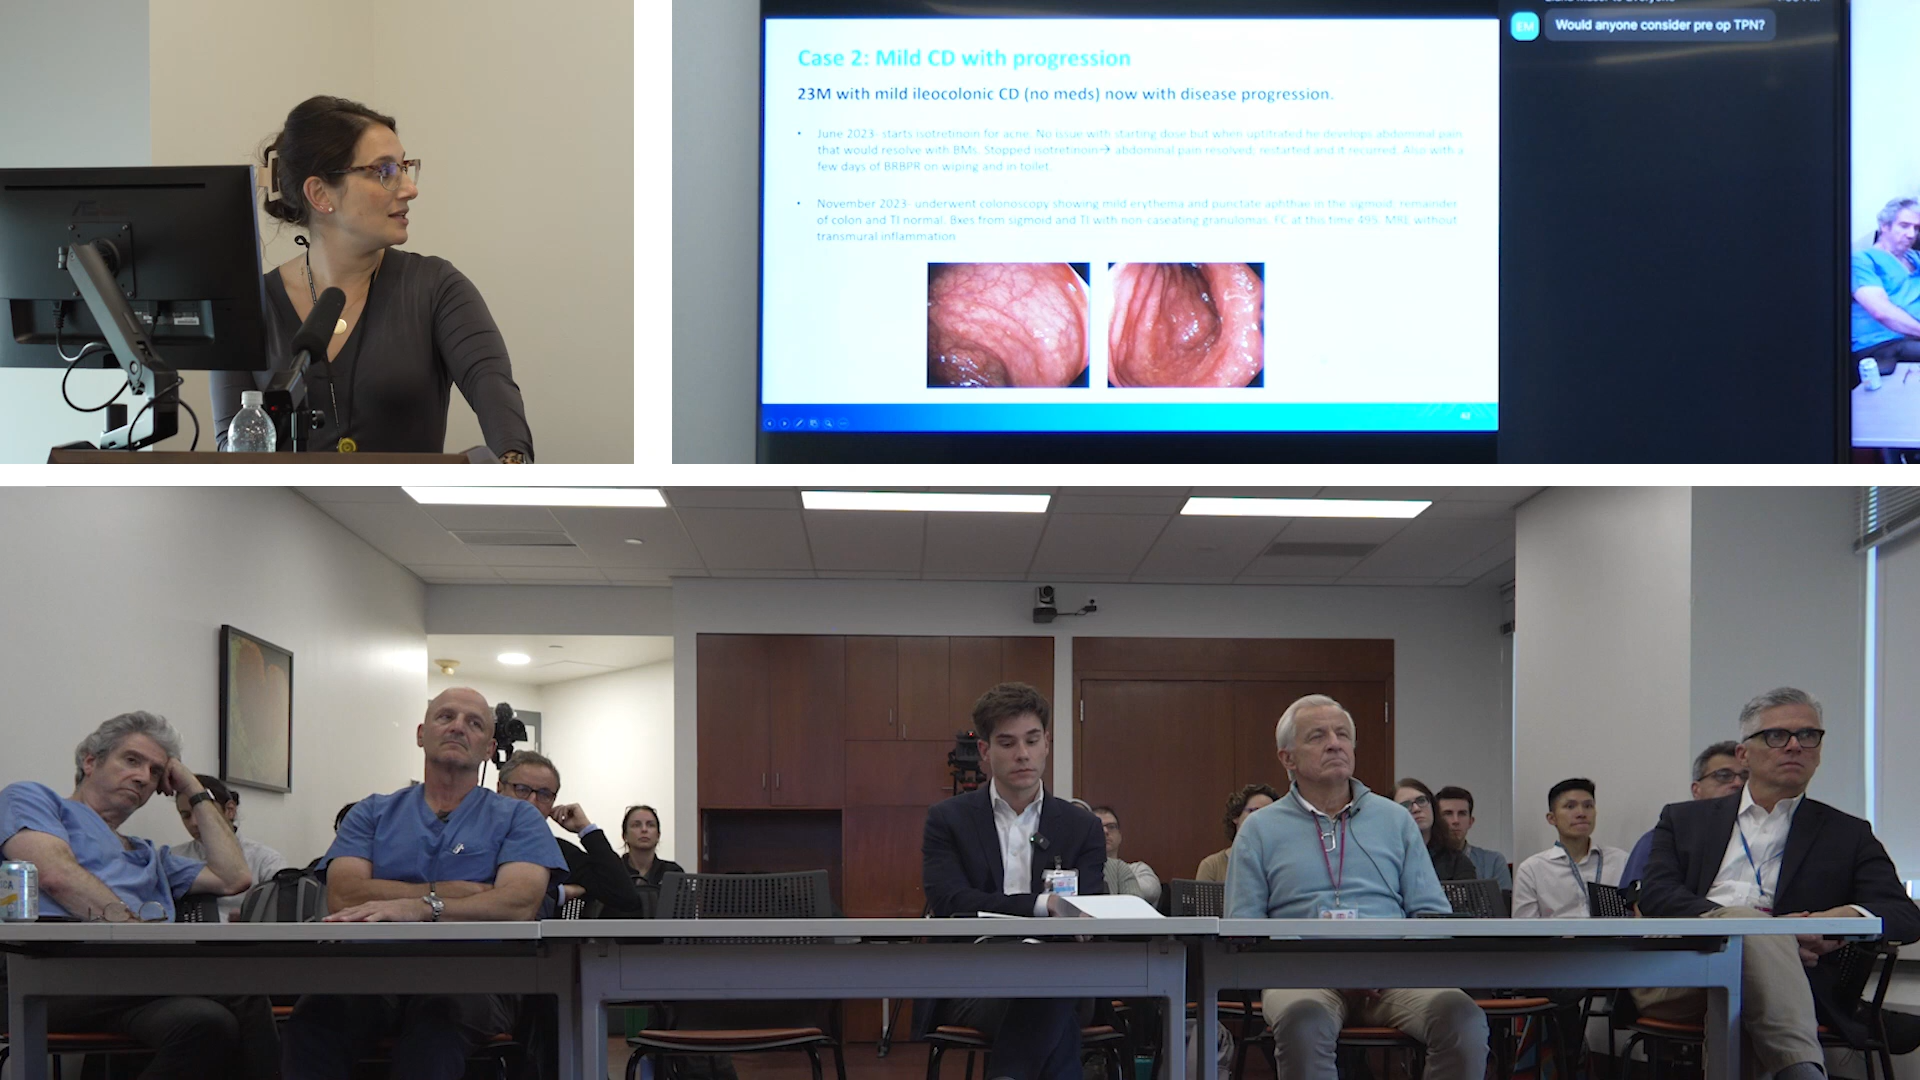 Would anyone consider pre op TPN?
EM
Case 2: Mild CD with progression
23M with mild ileocolonic CD (no meds) now with disease progression.
• June 2023- starts isotretinoin for acne. No issue with starting dose but when uptitrated he develops abdominal pain
that would resolve with BMs. Stopped isotretinoin→ abdominal pain resolved, restarted and it recurred. Also with a
few days of BRBPR on wiping and in toilet.
• November 2023- underwent colonoscopy showing mild erythema and punctate aphthae in the sigmoid; remainder
of colon and TI normal. Bxes from sigmoid and TI with non-caseating granulomas. FC at this time 495. MRE without
transmural inflammation